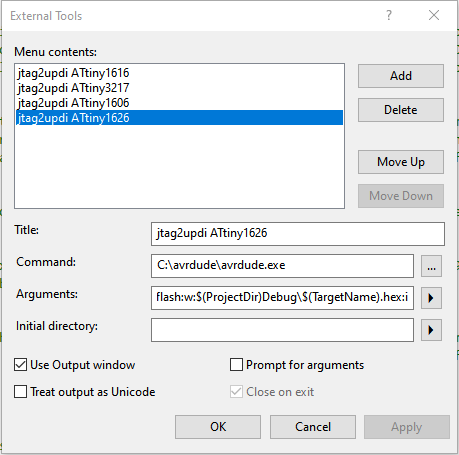 External Tools
?
Menu contents:
jtag2updi ATtiny1616
jtag2updi ATtiny3217
jtag2updi ATtiny1606
jtag2updi ATtiny1626
Add
Delete
Move Up
Move Down
Title:
jtag2updi ATtiny1626
Command:
C:\avrdude\avrdude.exe
...
Arguments:
flash:w:$(ProjectDir)Debug\$(TargetName).hex:i
Initial directory:
Use Output window
Prompt for arguments
Treat output as Unicode
Close on exit
OK
Cancel
Apply